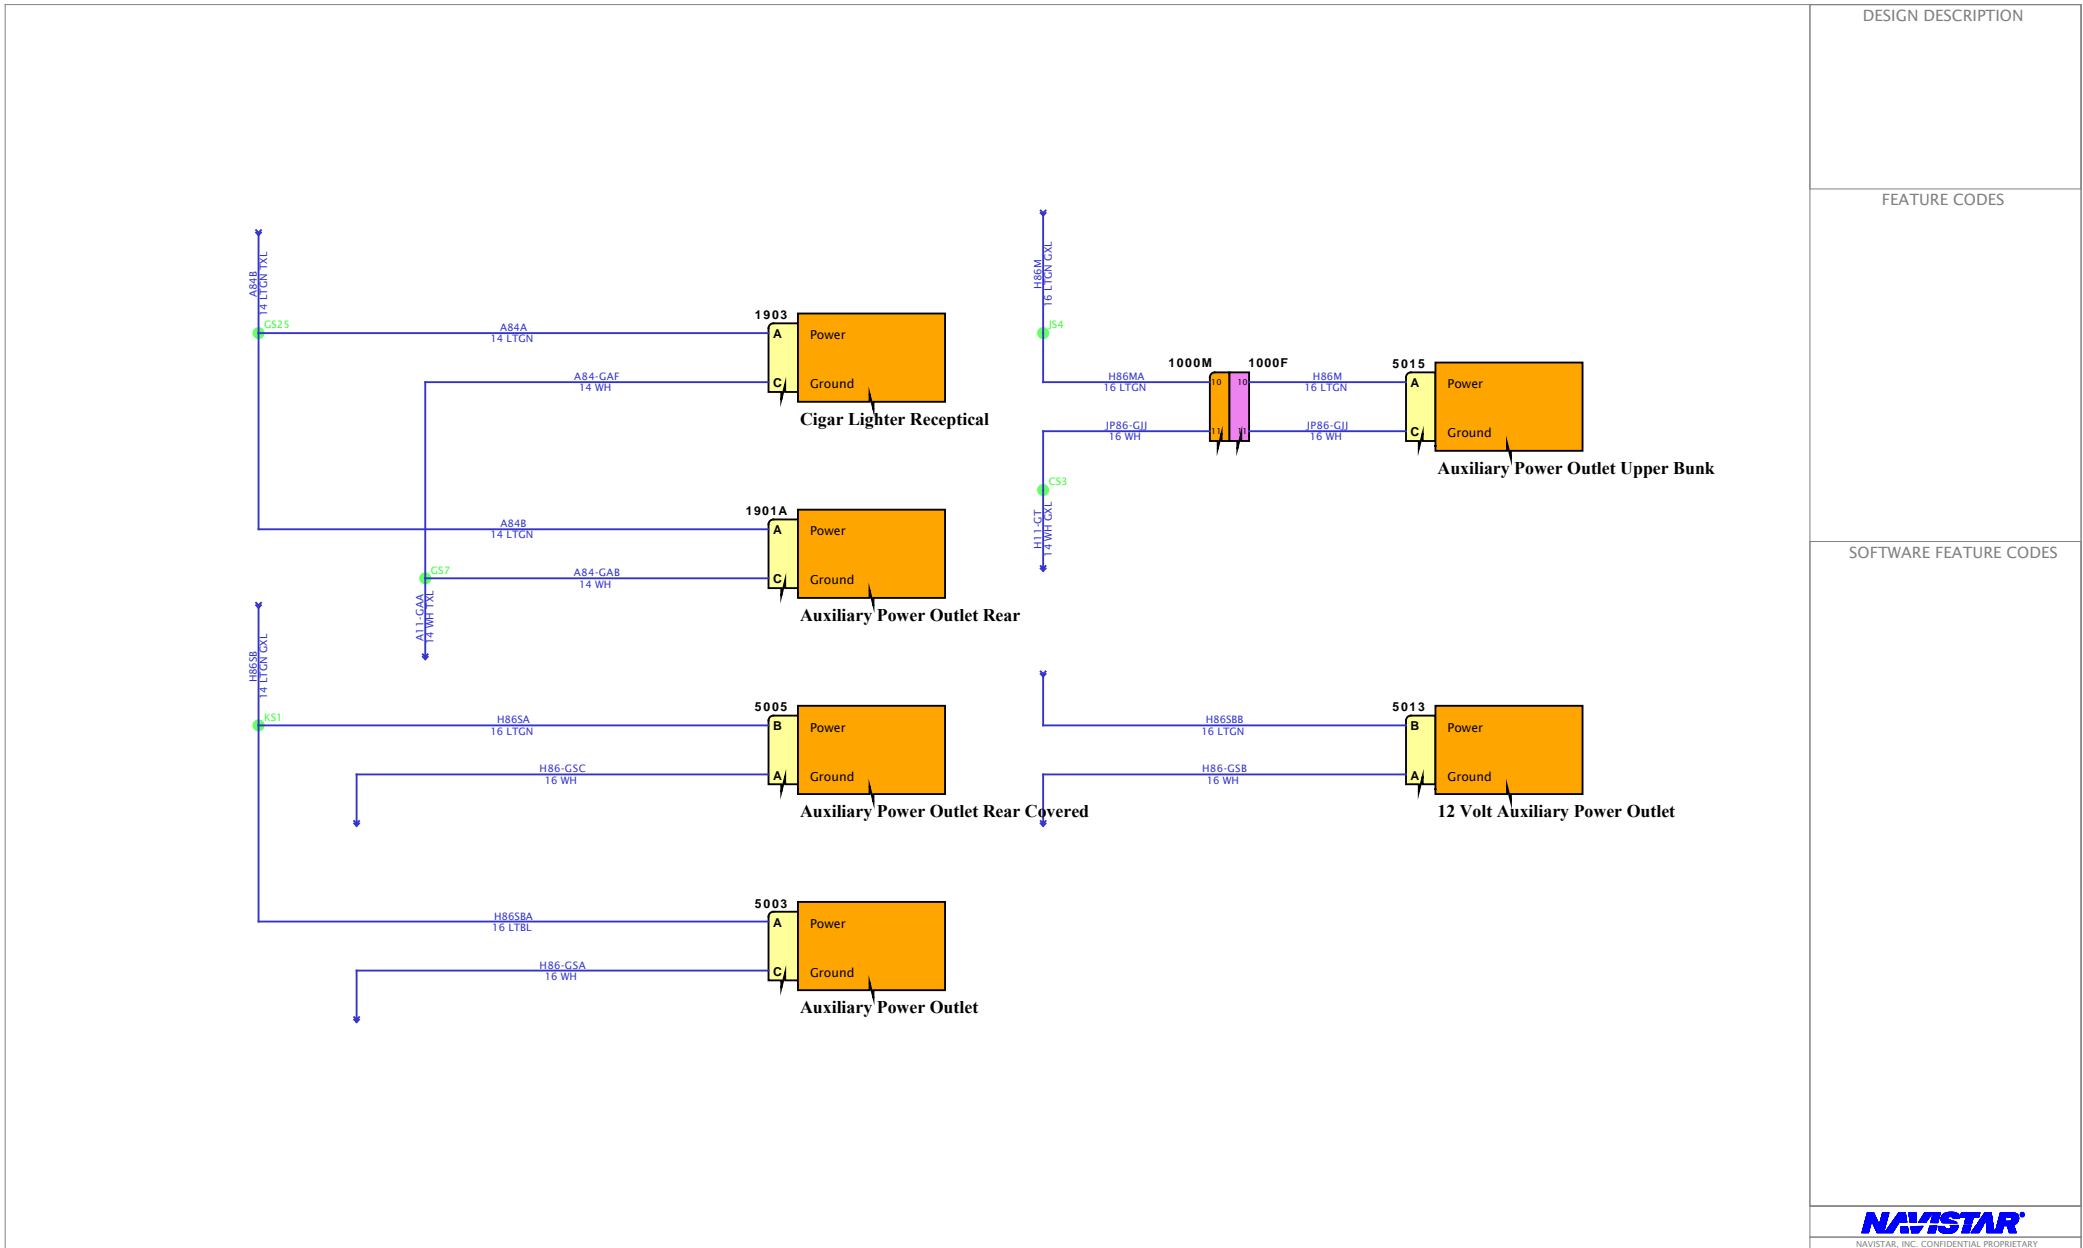 DESIGN DESCRIPTION
FEATURE CODES
SOFTWARE FEATURE CODES
A84B
14 LTGN TXL
GS25
A84A
14 LTGN
1903
A
Power
A84-GAF
14 WH
C
Ground
Cigar Lighter Receptical
A84B
14 LTGN
1901A
A
Power
GS7
A84-GAB
14 WH
C
Ground
Auxiliary Power Outlet Rear
A11-GAA
14 WH TXL
H86SB
14 LTGN GXL
KS1
H86SA
16 LTGN
5005
B
Power
H86-GSC
16 WH
A
Ground
Auxiliary Power Outlet Rear Covered
H86SBA
16 LTBL
5003
A
Power
H86-GSA
16 WH
C
Ground
Auxiliary Power Outlet
H86M
16 LTGN GXL
JS4
H86MA
16 LTGN
1000M
1000F
10
10
H86M
16 LTGN
5015
A
Power
JP86-GJJ
16 WH
11
11
JP86-GJJ
16 WH
C
Ground
Auxiliary Power Outlet Upper Bunk
CS3
H11-GT
14 WH GXL
H86SBB
16 LTGN
5013
B
Power
H86-GSB
16 WH
A
Ground
12 Volt Auxiliary Power Outlet
NAVISTAR
NAVISTAR, INC. CONFIDENTIAL PROPRIETARY